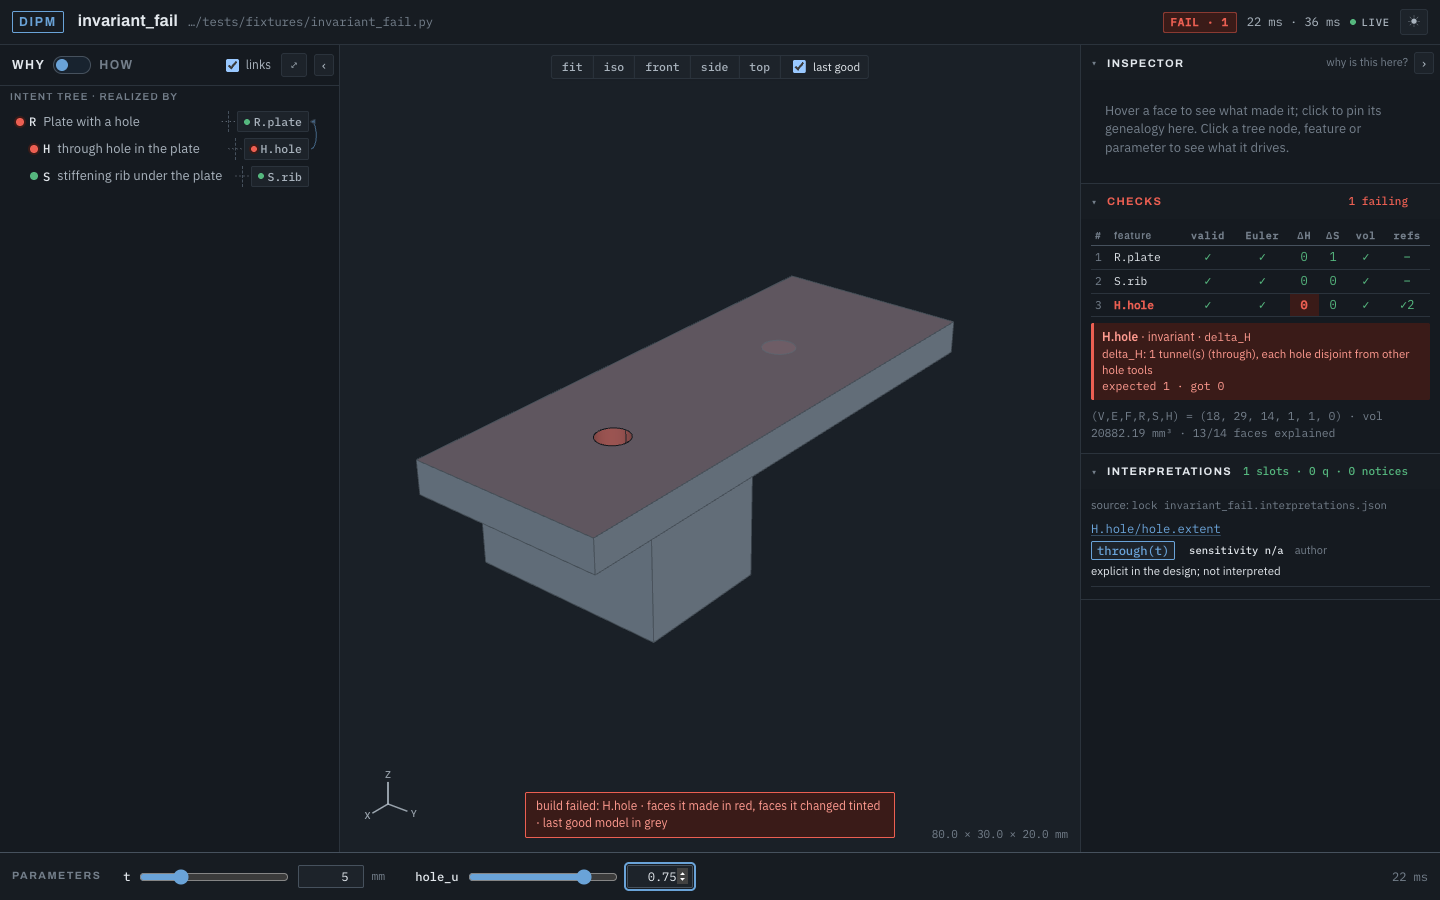 DIPM invariant_fail …/tests/fixtures/invariant_fail.py FAIL · 1 22 ms · 36 ms LIVE
WHY HOW links
INTENT TREE · REALIZED BY
R Plate with a hole R.plate
H through hole in the plate H.hole
S stiffening rib under the plate S.rib
fit iso front side top last good
Z
X
Y
build failed: H.hole · faces it made in red, faces it changed tinted
· last good model in grey
80.0 × 30.0 × 20.0 mm
INSPECTOR why is this here?
Hover a face to see what made it; click to pin its
genealogy here. Click a tree node, feature or
parameter to see what it drives.
CHECKS 1 failing
# feature valid Euler ΔH ΔS vol refs
1 R.plate ✓ ✓ 0 1 ✓ –
2 S.rib ✓ ✓ 0 0 ✓ –
3 H.hole ✓ ✓ 0 0 ✓ ✓2
H.hole · invariant · delta_H
delta_H: 1 tunnel(s) (through), each hole disjoint from other
hole tools
expected 1 · got 0
(V,E,F,R,S,H) = (18, 29, 14, 1, 1, 0) · vol
20882.19 mm³ · 13/14 faces explained
INTERPRETATIONS 1 slots · 0 q · 0 notices
source: lock invariant_fail.interpretations.json
H.hole/hole.extent
through(t) sensitivity n/a author
explicit in the design; not interpreted
PARAMETERS t 5 mm hole_u 0.75 22 ms